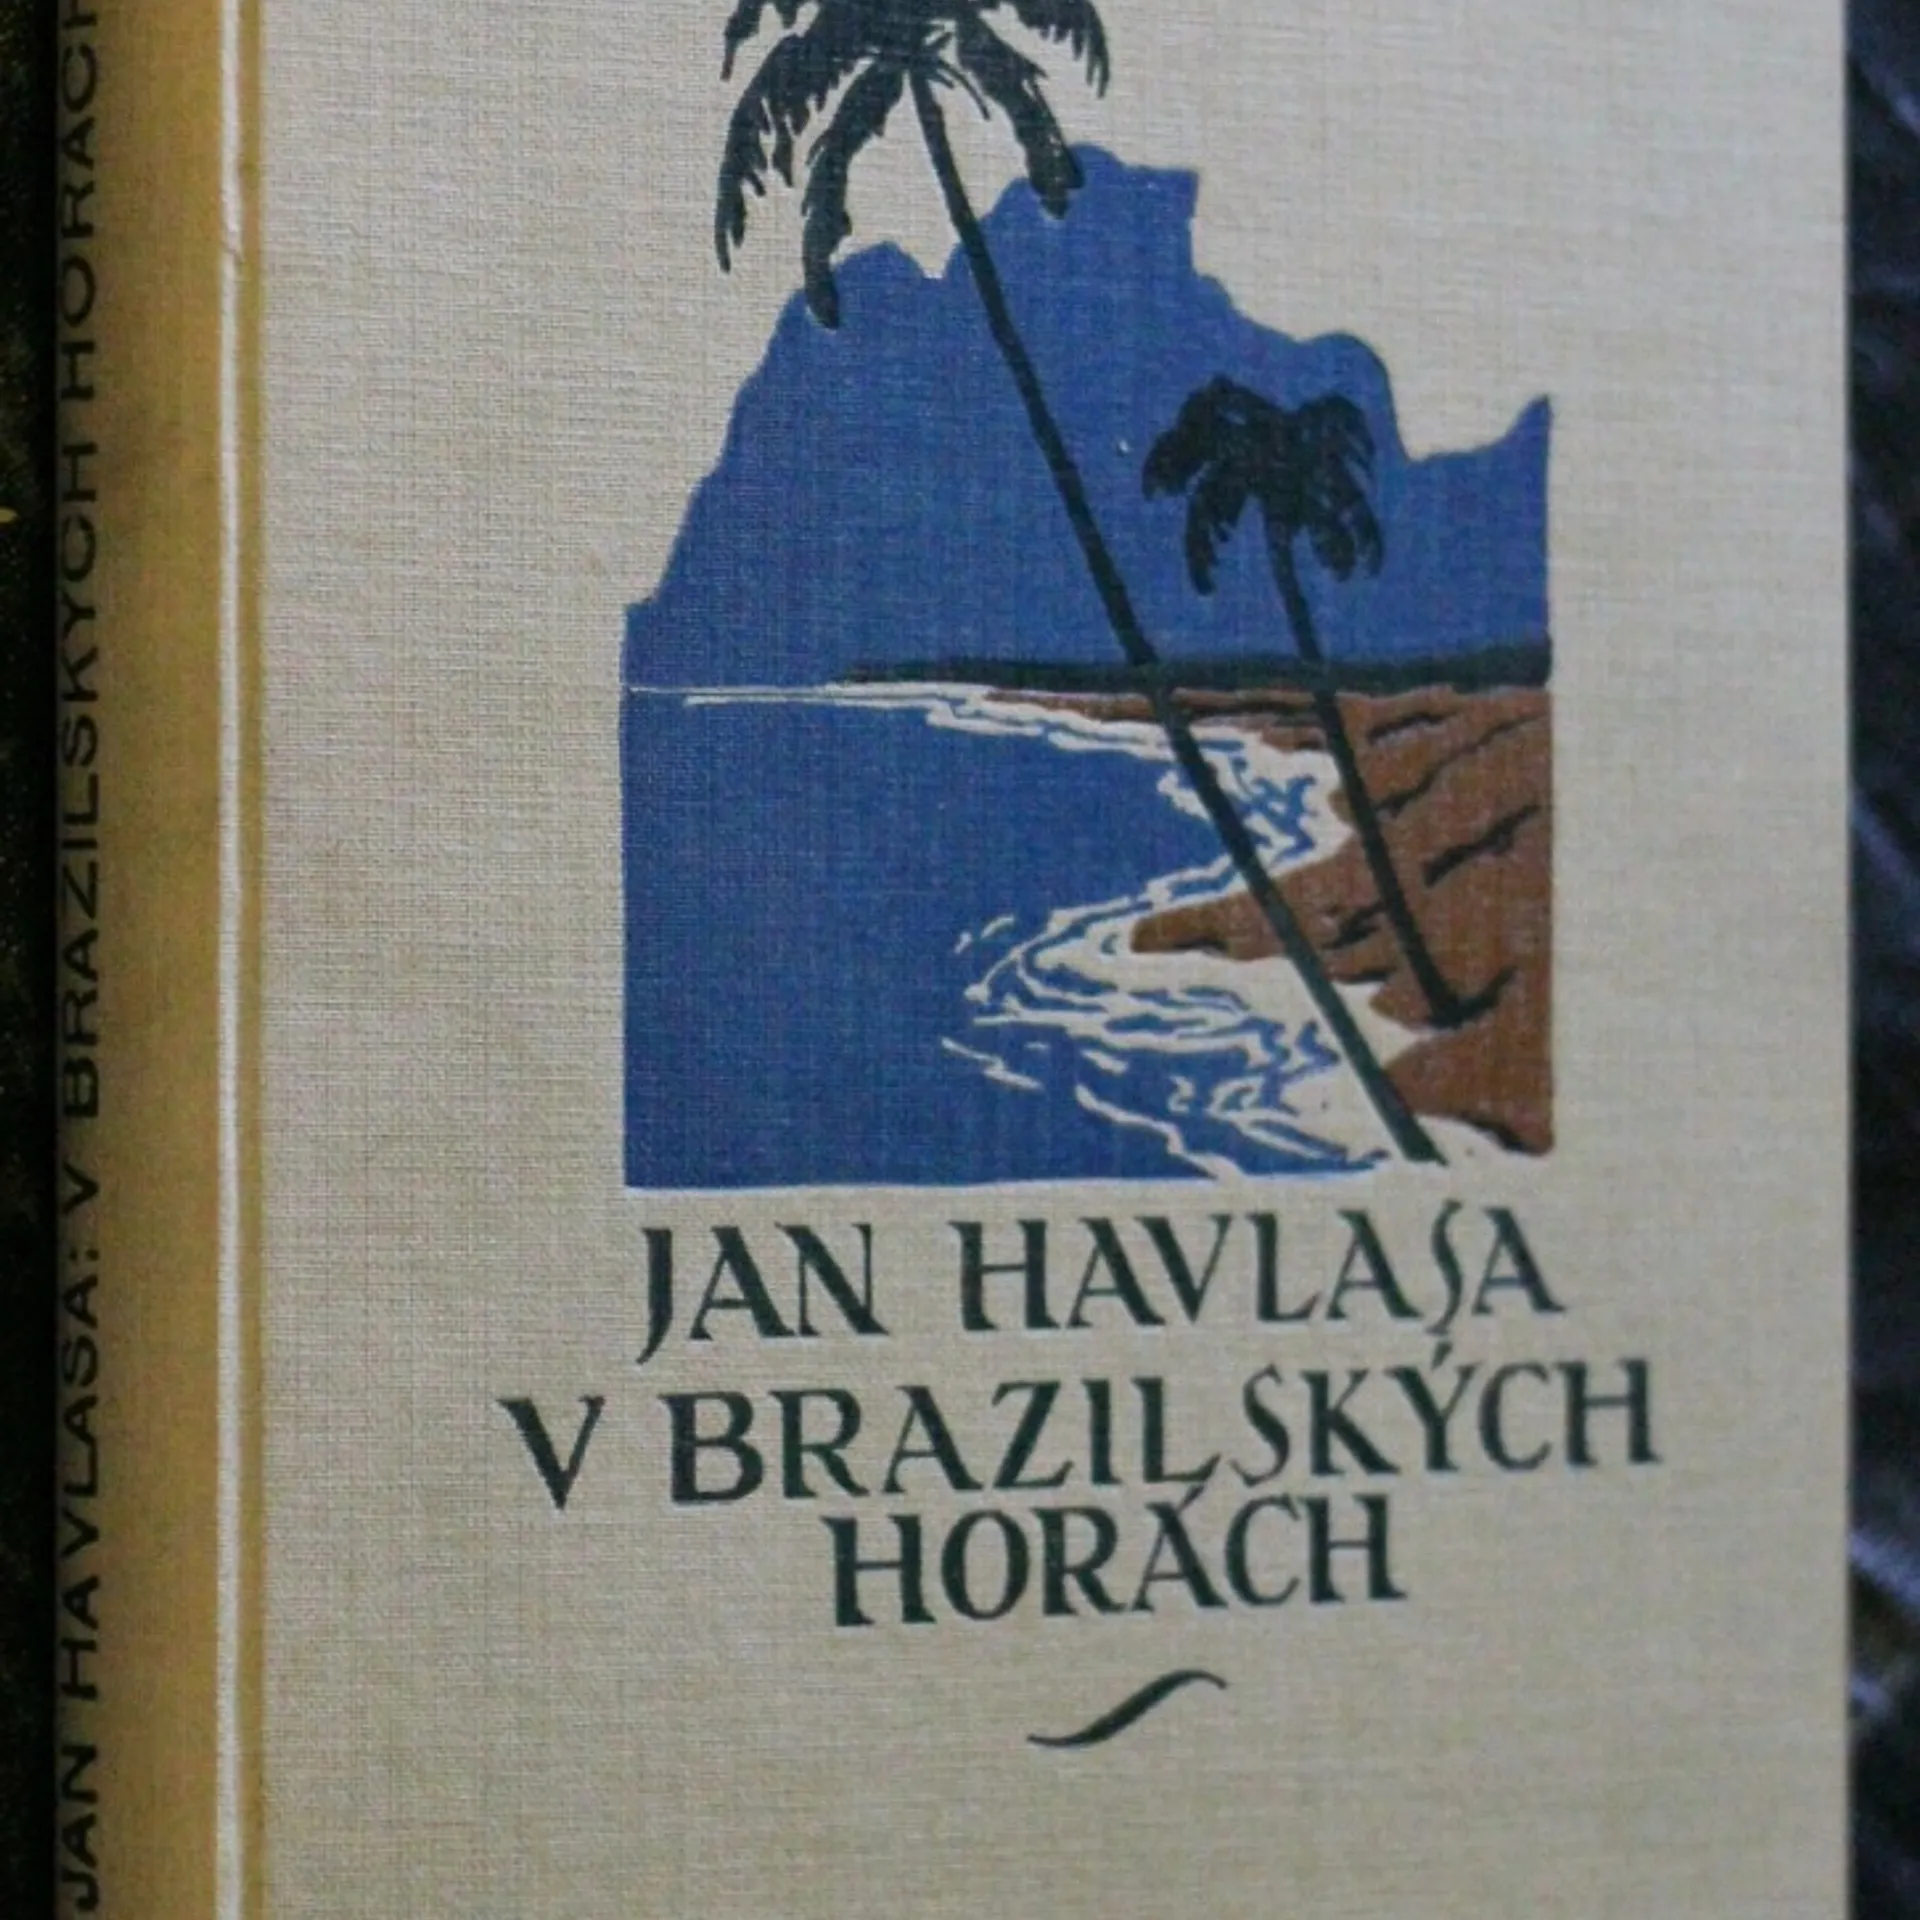 JAN HAVLASA: V BRAZILSKÝCH HORÁCH
JAN HAVLASA
V BRAZILSKÝCH
HORÁCH